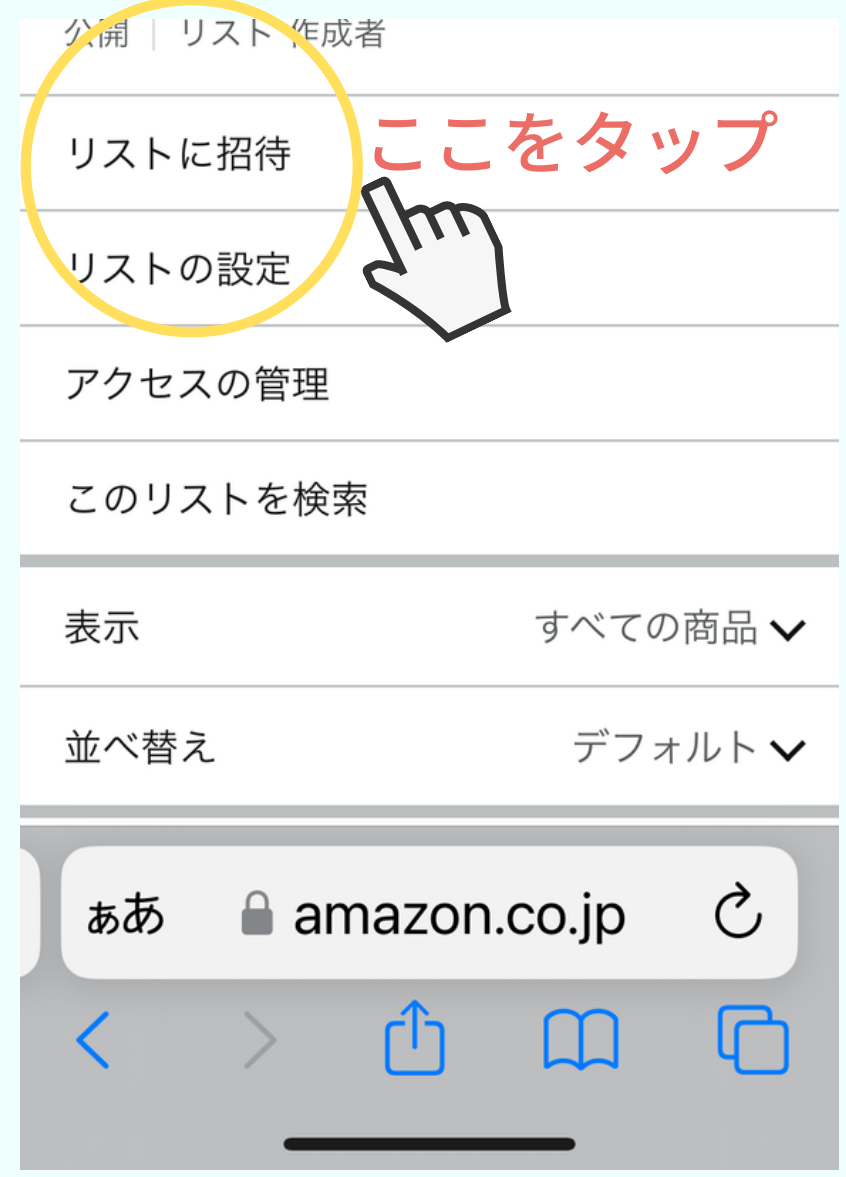 公開 | リスト 作成者
リストに招待
ここをタップ
リストの設定
アクセスの管理
このリストを検索
表示 すべての商品
並べ替え デフォルト
ぁあ amazon.co.jp